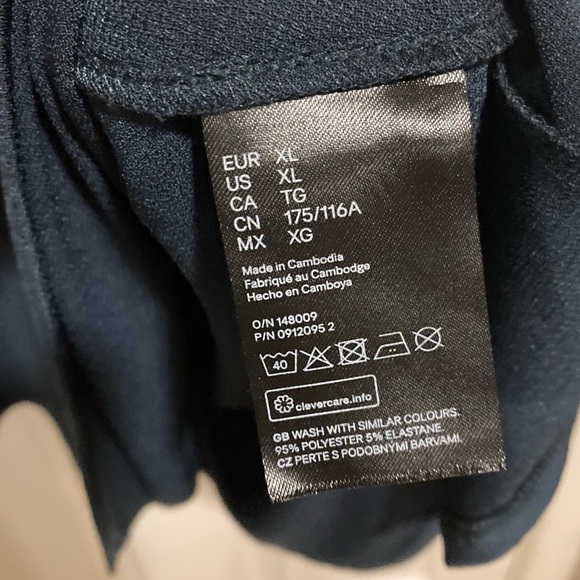 EUR XL
US XL
CA TG
CN 175/116A
MX XG
Made in Cambodia
Fabriqué au Cambodge
Hecho en Camboya
O/N 148009
P/N 0912095 2
40
clevercare.info
GB WASH WITH SIMILAR COLOURS.
95% POLYESTER 5% ELASTANE.
CZ PERTE S PODOBNÝMI BARVAMI.